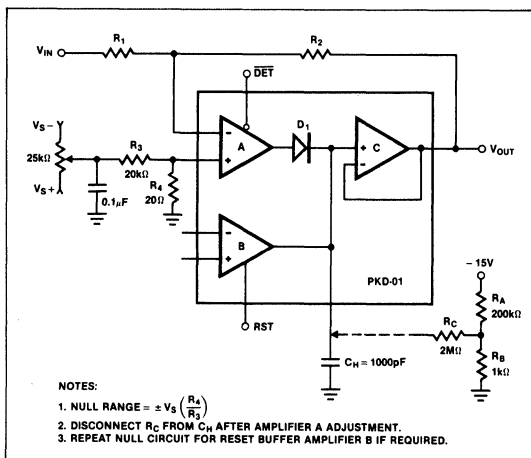 R1
R2
VIN
DET
VS−
25kΩ
VS+
R3
20kΩ
R4
20Ω
0.1μF
−
+
A
D1
+
−
C
VOUT
−
+
B
PKD-01
RST
−15V
RA
200kΩ
RC
2MΩ
RB
1kΩ
CH = 1000pF
NOTES:
1. NULL RANGE = ± VS (R4/R3)
2. DISCONNECT RC FROM CH AFTER AMPLIFIER A ADJUSTMENT.
3. REPEAT NULL CIRCUIT FOR RESET BUFFER AMPLIFIER B IF REQUIRED.